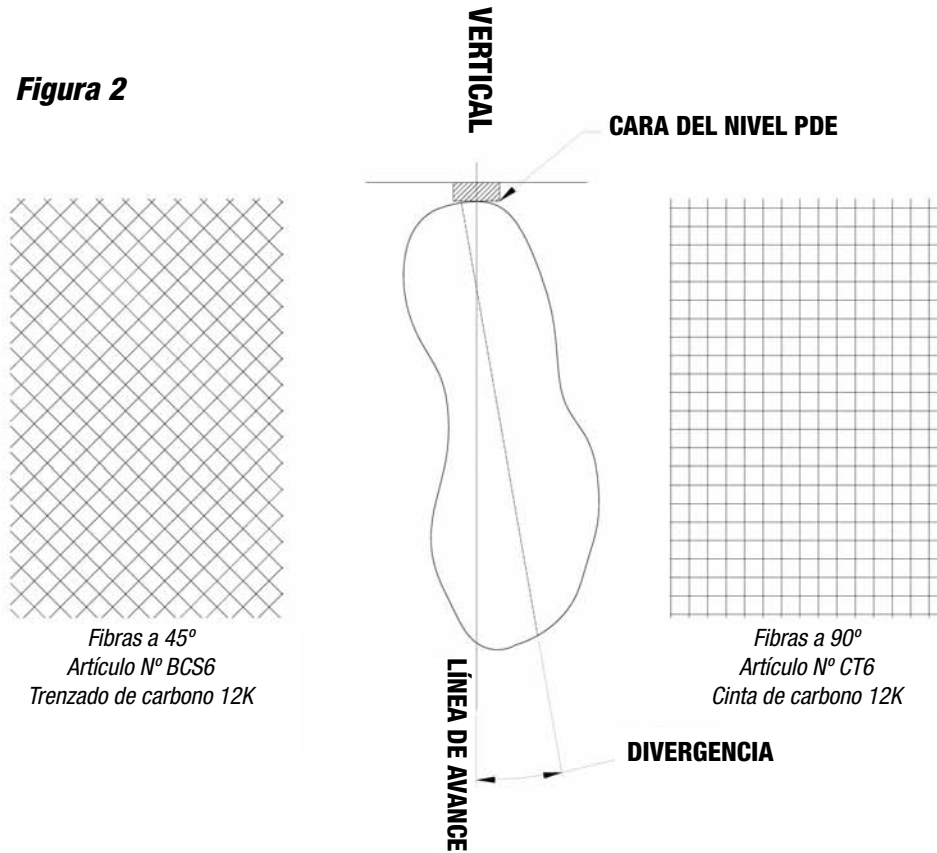 VERTICAL
Figura 2
CARA DEL NIVEL PDE
Fibras a 45º
Artículo Nº BCS6
Trenzado de carbono 12K
Fibras a 90º
Artículo Nº CT6
Cinta de carbono 12K
LÍNEA DE AVANCE
DIVERGENCIA